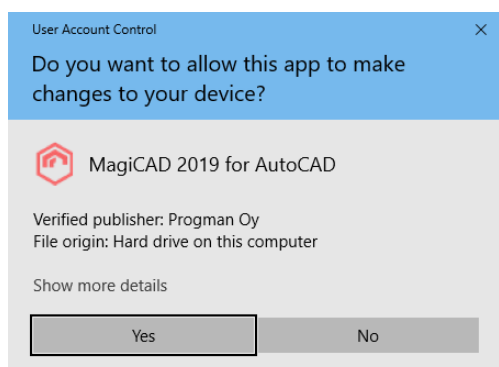 User Account Control
Do you want to allow this app to make
changes to your device?
MagiCAD 2019 for AutoCAD
Verified publisher: Progman Oy
File origin: Hard drive on this computer
Show more details
Yes
No